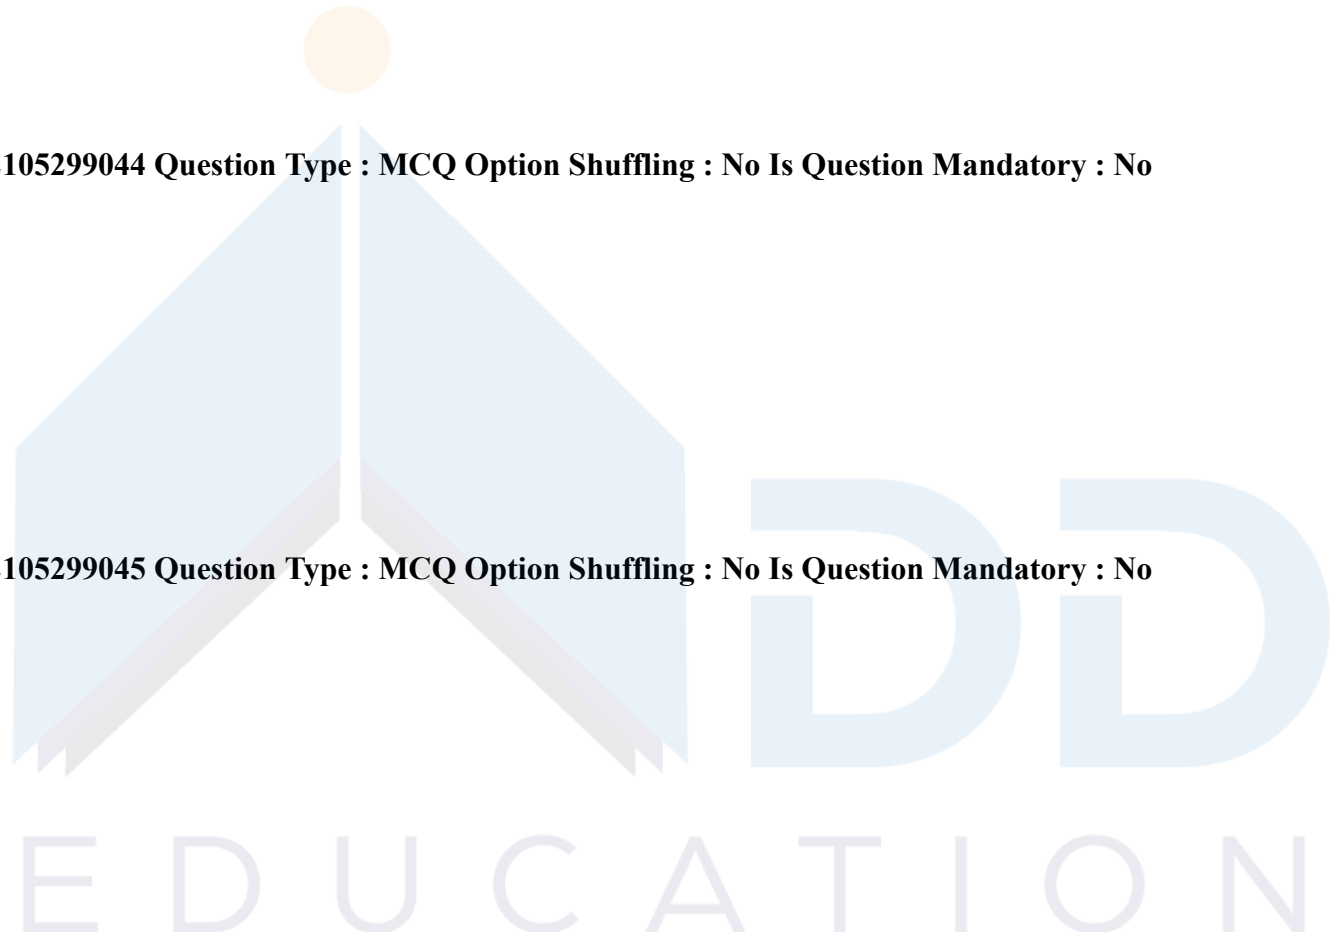 105299044 Question Type : MCQ Option Shuffling : No Is Question Mandatory : No
105299045 Question Type : MCQ Option Shuffling : No Is Question Mandatory : No
DD
EDUCATION